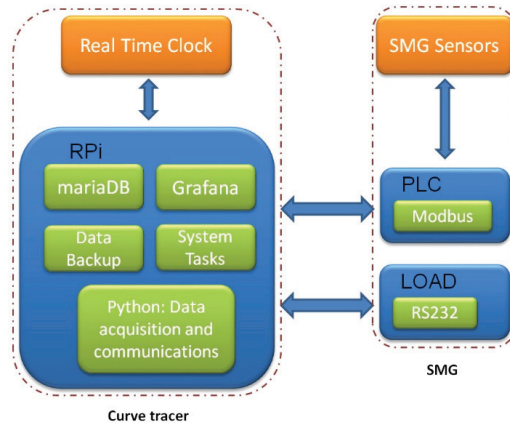 Real Time Clock
SMG Sensors
RPi
mariaDB
Grafana
Data
Backup
System
Tasks
Python: Data
acquisition and
communications
PLC
Modbus
LOAD
RS232
Curve tracer
SMG